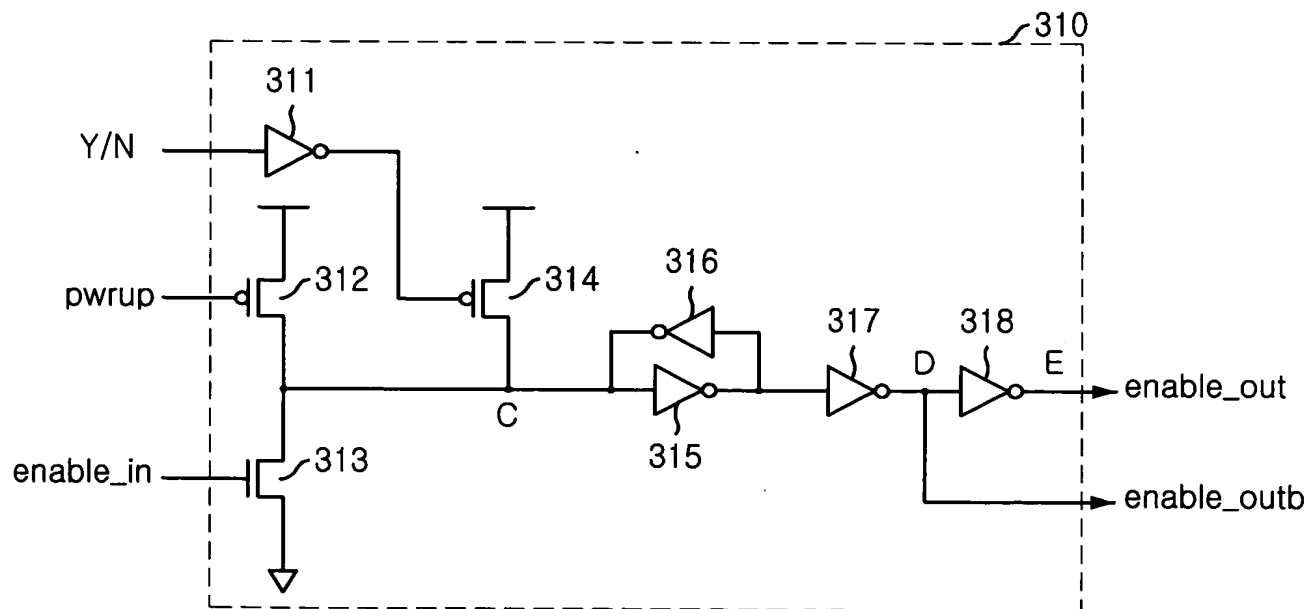 310
311
Y/N
312
pwrup
314
316
317
318
D
E
enable_out
C
315
313
enable_in
enable_outb